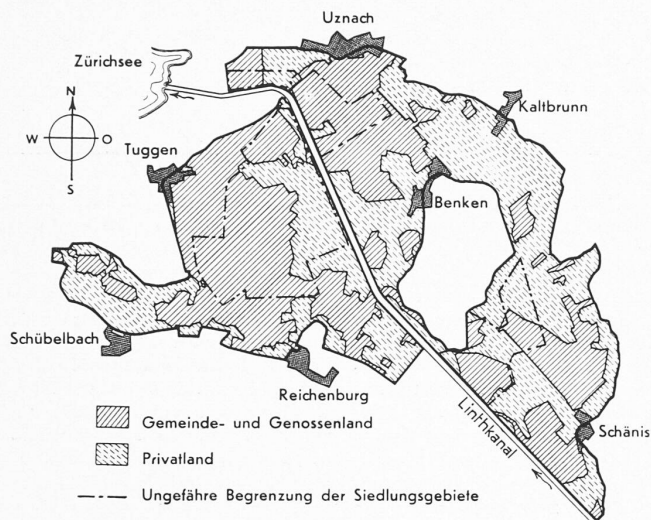 Uznach
Zürichsee
Kaltbrunn
N
W
O
S
Tuggen
Benken
Schübelbach
Reichenburg
Linthkanal
Schänis
Gemeinde- und Genossenland
Privatland
Ungefähre Begrenzung der Siedlungsgebiete